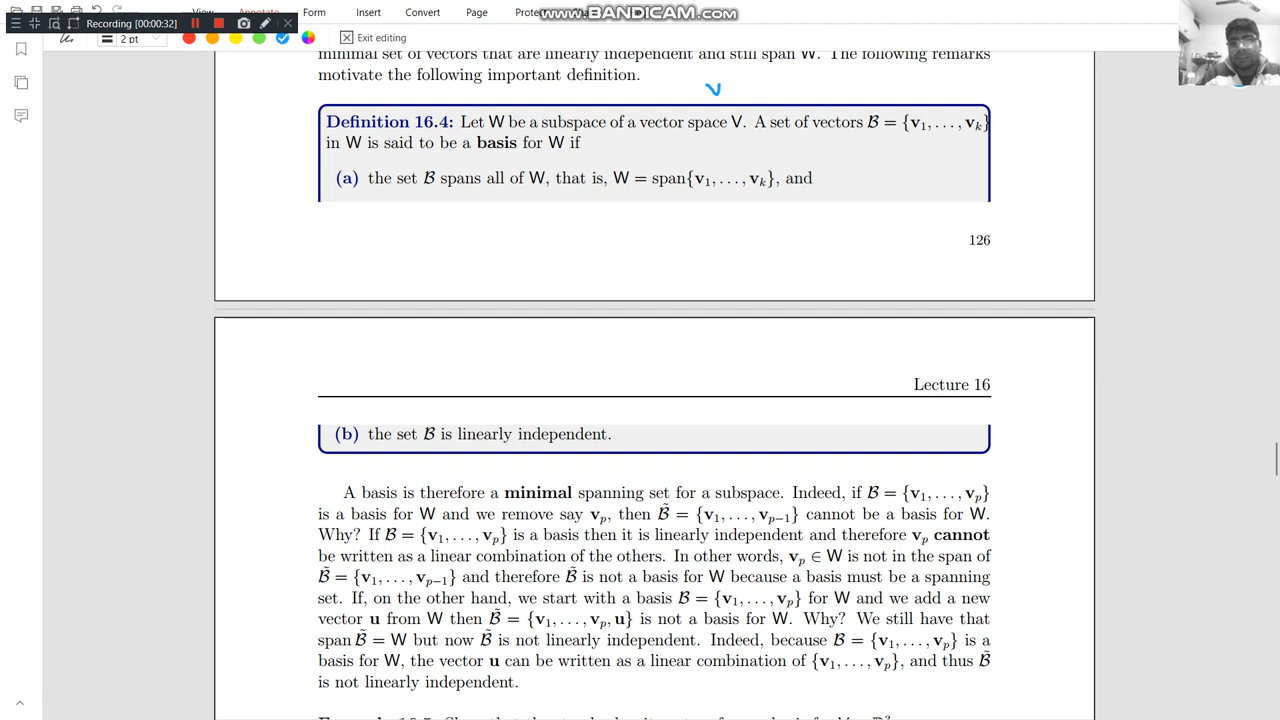 www.BANDICAM.com
View Annotate Form Insert Convert Page
Recording [00:00:32]
2 pt Exit editing
minimal set of vectors that are linearly independent and still span W. The following remarks
motivate the following important definition.
v
Definition 16.4: Let W be a subspace of a vector space V. A set of vectors ℬ = {v₁, . . . , vₖ}
in W is said to be a basis for W if
(a) the set ℬ spans all of W, that is, W = span{v₁, . . . , vₖ}, and
126
Lecture 16
(b) the set ℬ is linearly independent.
A basis is therefore a minimal spanning set for a subspace. Indeed, if ℬ = {v₁, . . . , vₚ}
is a basis for W and we remove say vₚ, then ℬ̃ = {v₁, . . . , vₚ₋₁} cannot be a basis for W.
Why? If ℬ = {v₁, . . . , vₚ} is a basis then it is linearly independent and therefore vₚ cannot
be written as a linear combination of the others. In other words, vₚ ∈ W is not in the span of
ℬ̃ = {v₁, . . . , vₚ₋₁} and therefore ℬ̃ is not a basis for W because a basis must be a spanning
set. If, on the other hand, we start with a basis ℬ = {v₁, . . . , vₚ} for W and we add a new
vector u from W then ℬ̃ = {v₁, . . . , vₚ, u} is not a basis for W. Why? We still have that
span ℬ̃ = W but now ℬ̃ is not linearly independent. Indeed, because ℬ = {v₁, . . . , vₚ} is a
basis for W, the vector u can be written as a linear combination of {v₁, . . . , vₚ}, and thus ℬ̃
is not linearly independent.